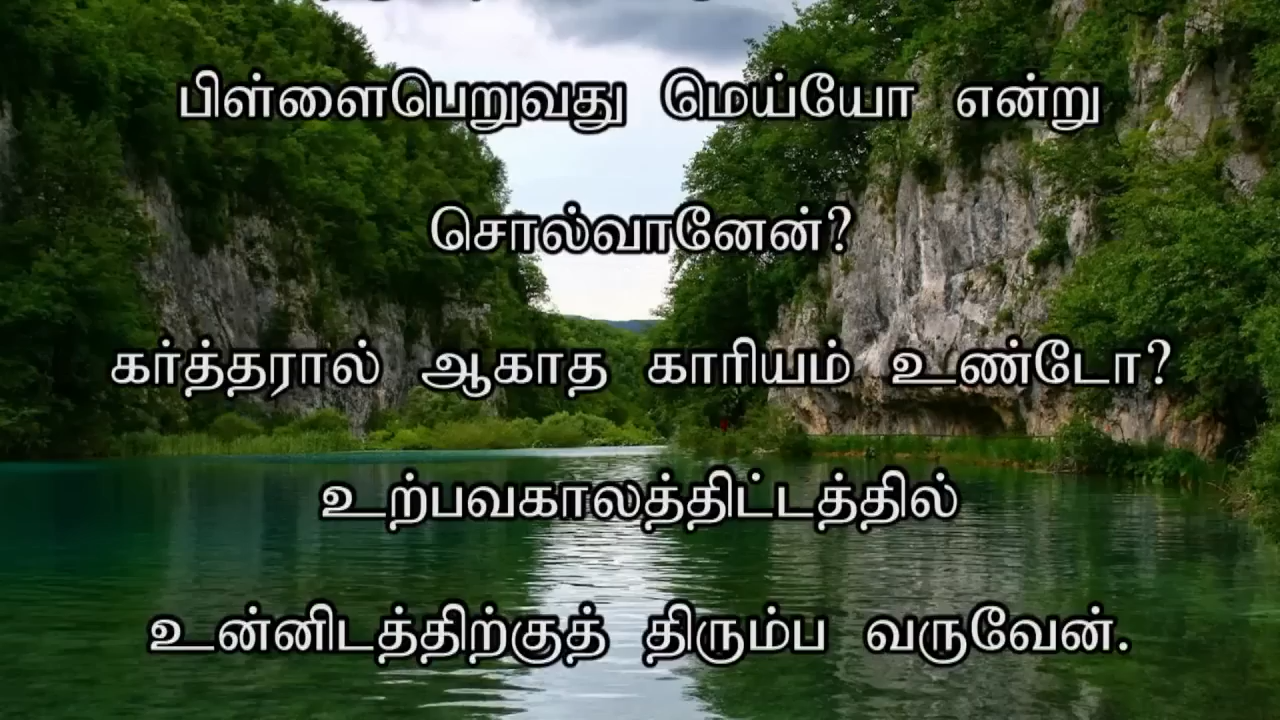 பிள்ளைபெறுவது மெய்யோ என்று
சொல்வானேன்?
கர்த்தரால் ஆகாத காரியம் உண்டோ?
உற்பவகாலத்திட்டத்தில்
உன்னிடத்திற்குத் திரும்ப வருவேன்.